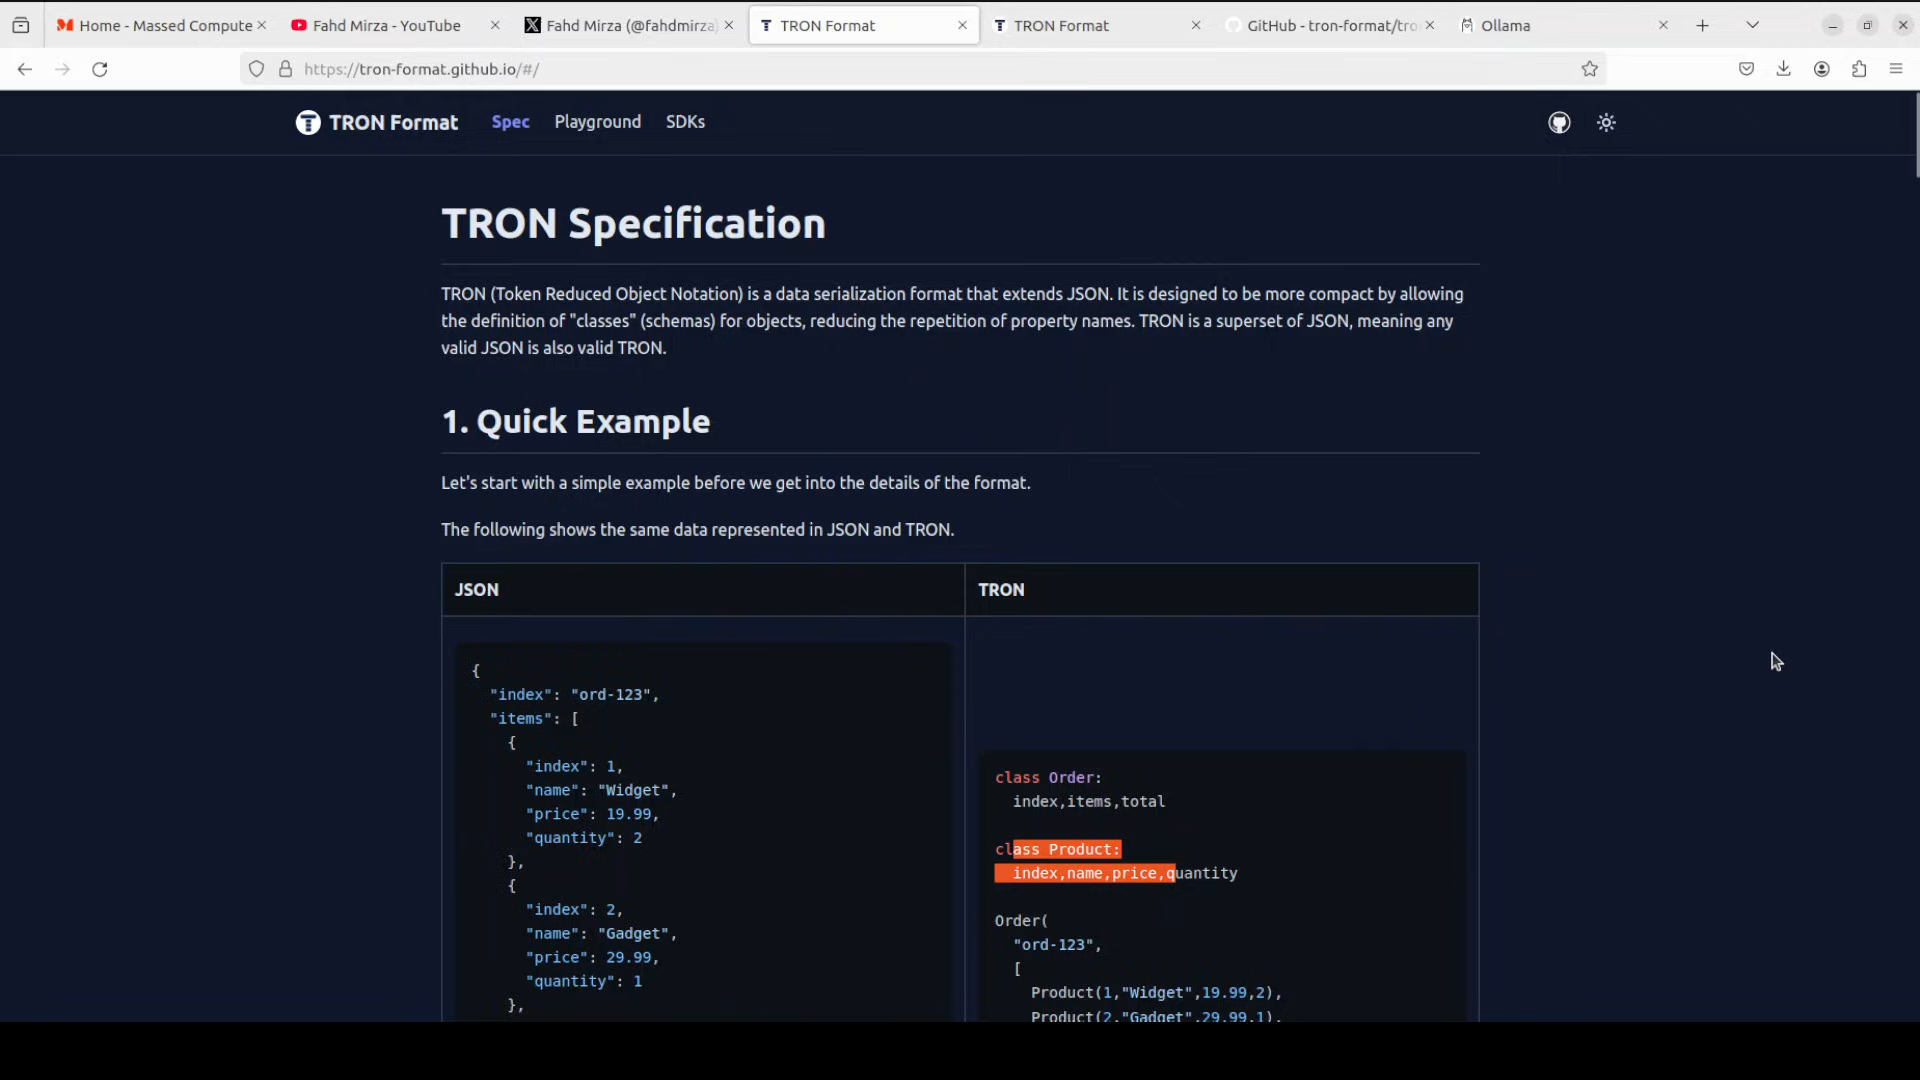 Home - Massed Compute
Fahd Mirza - YouTube
Fahd Mirza (@fahdmirza)
TRON Format
TRON Format
GitHub - tron-format/tro
Ollama
https://tron-format.github.io/#/
TRON Format
Spec
Playground
SDKs
TRON Specification
TRON (Token Reduced Object Notation) is a data serialization format that extends JSON. It is designed to be more compact by allowing
the definition of "classes" (schemas) for objects, reducing the repetition of property names. TRON is a superset of JSON, meaning any
valid JSON is also valid TRON.
1. Quick Example
Let's start with a simple example before we get into the details of the format.
The following shows the same data represented in JSON and TRON.
JSON
{
"index": "ord-123",
"items": [
{
"index": 1,
"name": "Widget",
"price": 19.99,
"quantity": 2
},
{
"index": 2,
"name": "Gadget",
"price": 29.99,
"quantity": 1
},
TRON
class Order:
index,items,total
class Product:
index,name,price,quantity
Order(
"ord-123",
[
Product(1,"Widget",19.99,2),
Product(2,"Gadget",29.99,1),